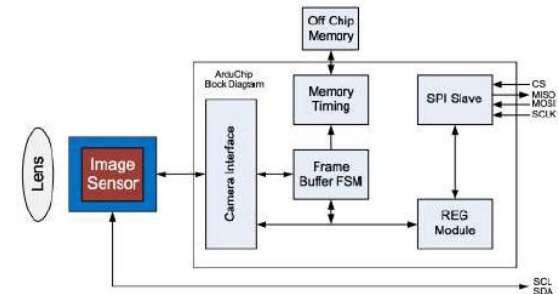 Off Chip
Memory
ArduChip
Block Diagram
Memory
Timing
SPI Slave
CS
MISO
MOSI
SCLK
Lens
Image
Sensor
Camera Interface
Frame
Buffer FSM
REG
Module
SCL
SDA